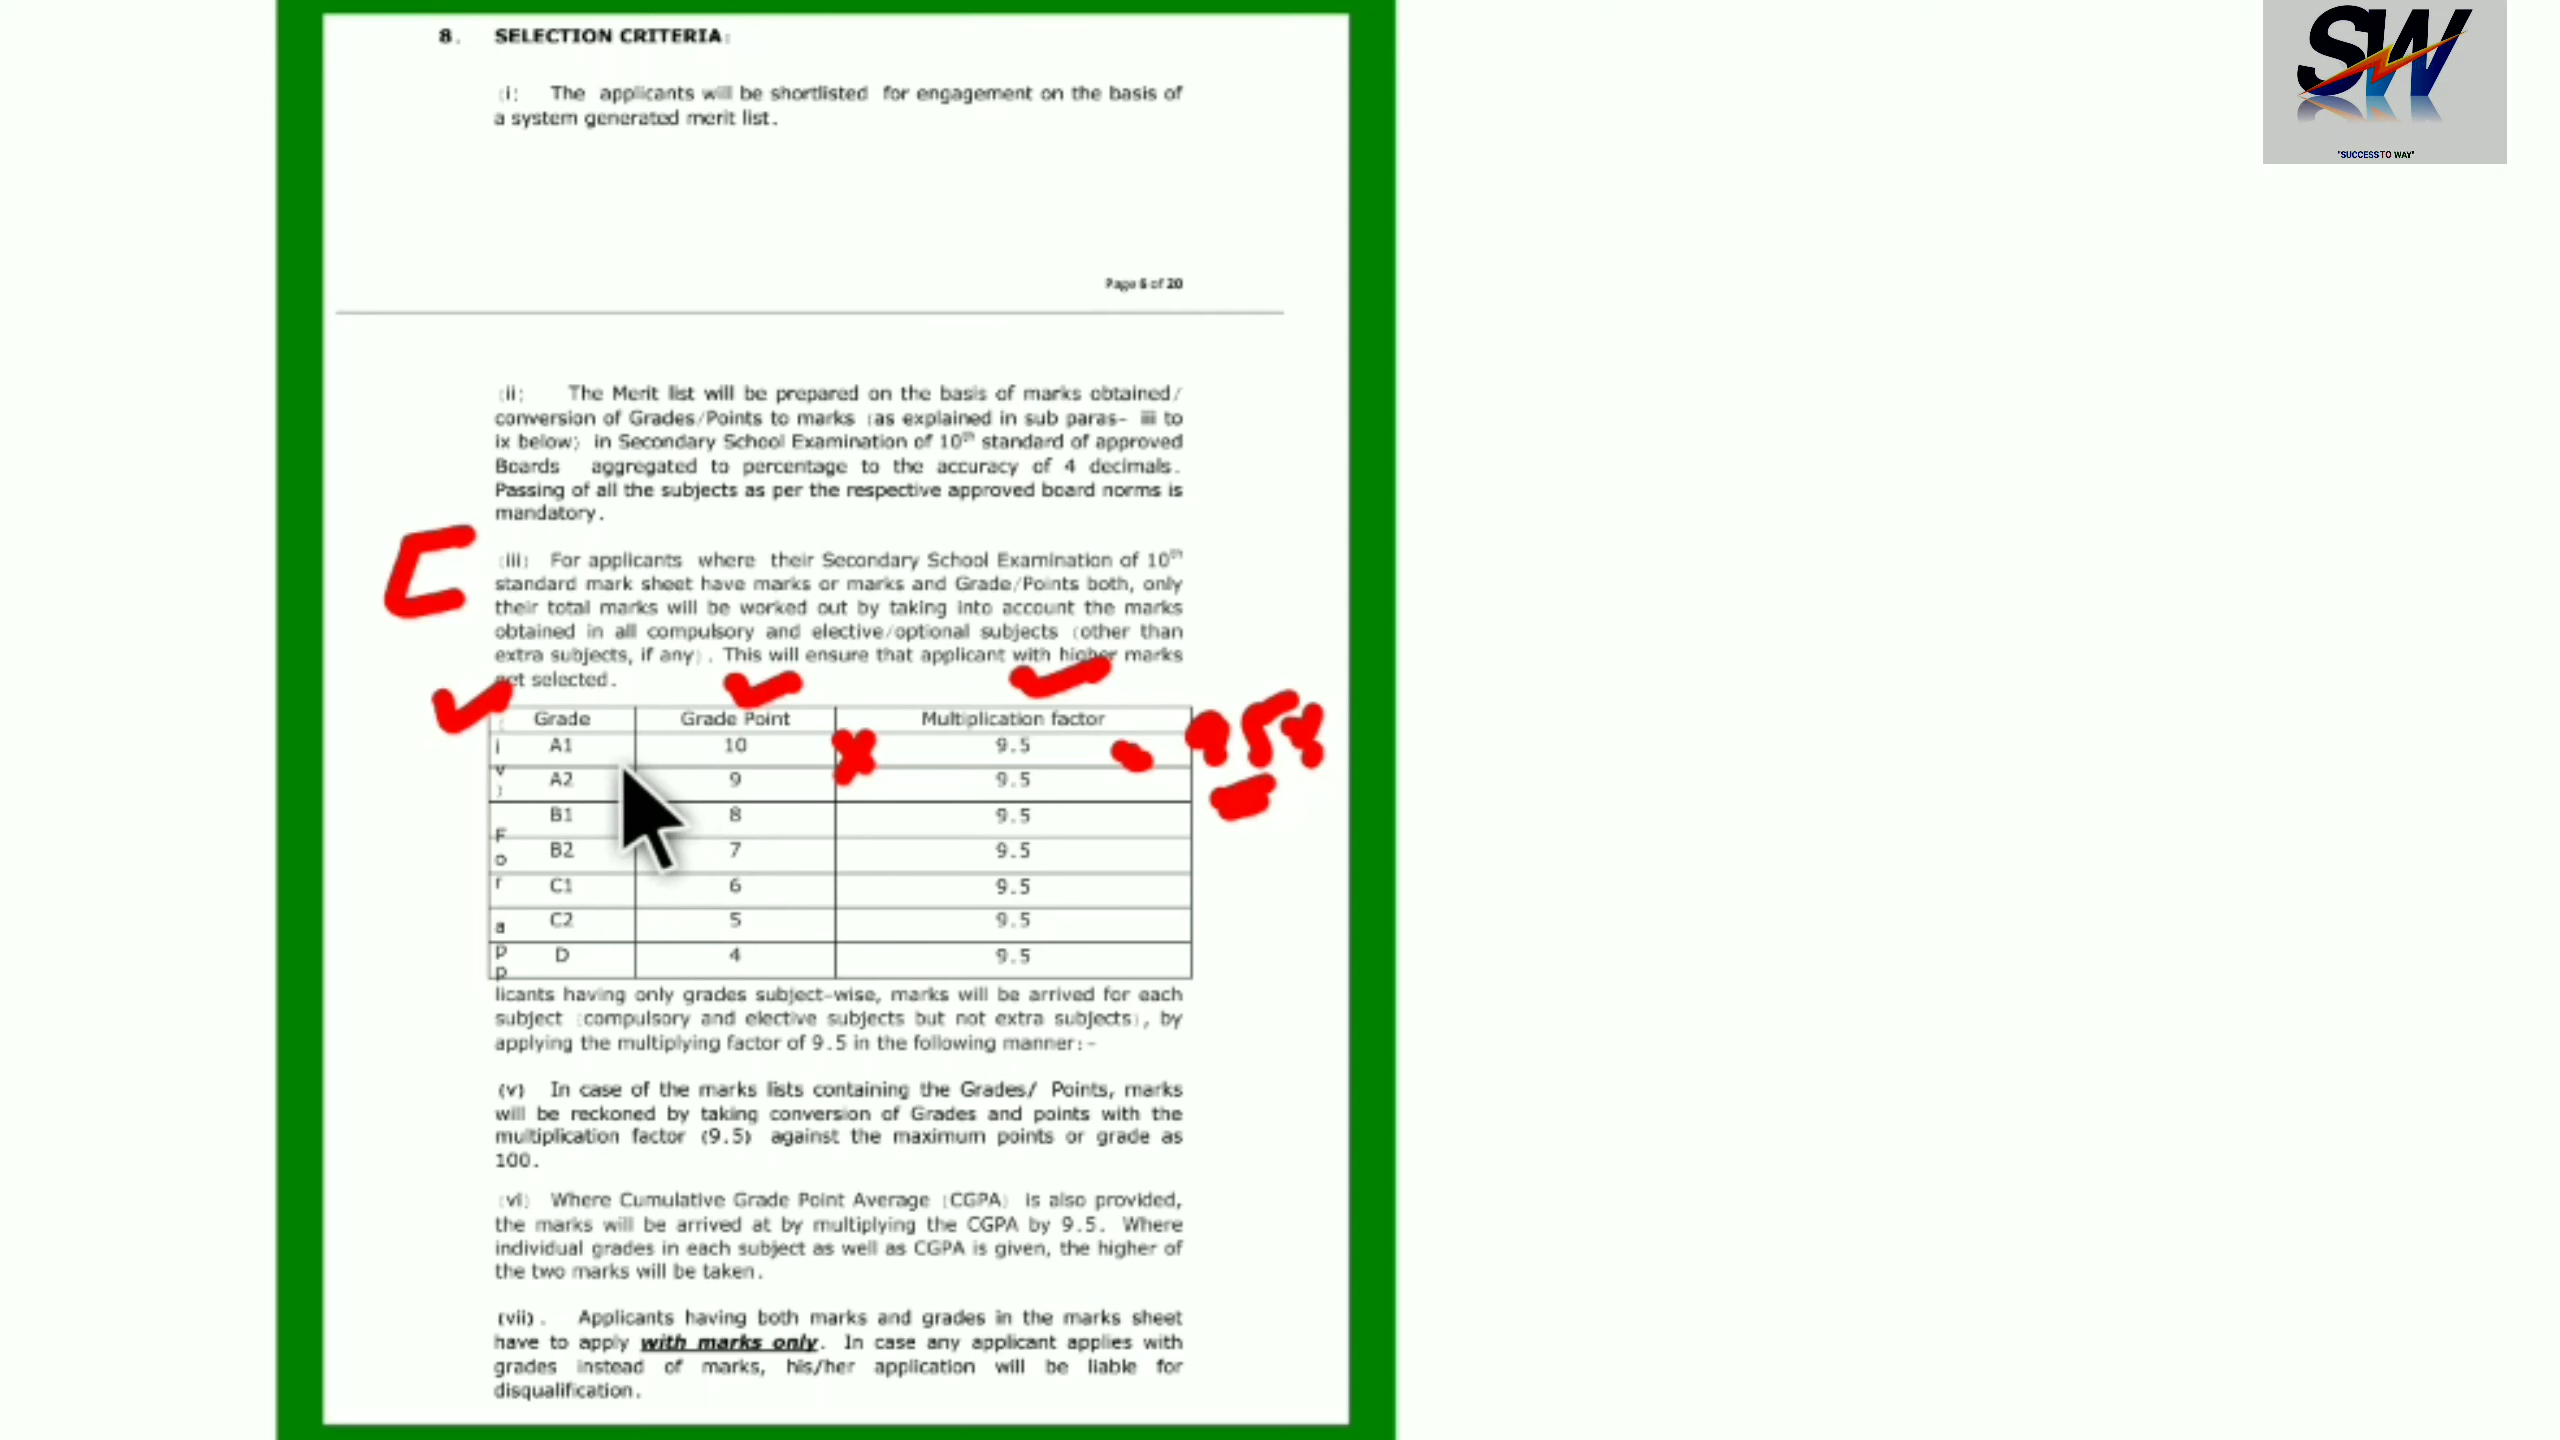 SW
"SUCCESS TO WAY"
8. SELECTION CRITERIA:
(i) The applicants will be shortlisted for engagement on the basis of
a system generated merit list.
Page 6 of 20
(ii) The Merit list will be prepared on the basis of marks obtained/
conversion of Grades/Points to marks (as explained in sub paras- iii to
ix below) in Secondary School Examination of 10th standard of approved
Boards aggregated to percentage to the accuracy of 4 decimals.
Passing of all the subjects as per the respective approved board norms is
mandatory.
(iii) For applicants where their Secondary School Examination of 10th
standard mark sheet have marks or marks and Grade/Points both, only
their total marks will be worked out by taking into account the marks
obtained in all compulsory and elective/optional subjects (other than
extra subjects, if any). This will ensure that applicant with higher marks
get selected.
Grade Grade Point Multiplication factor
A1 10 9.5
A2 9 9.5
B1 8 9.5
B2 7 9.5
C1 6 9.5
C2 5 9.5
D 4 9.5
(iv) For app
licants having only grades subject-wise, marks will be arrived for each
subject (compulsory and elective subjects but not extra subjects), by
applying the multiplying factor of 9.5 in the following manner:-
(v) In case of the marks lists containing the Grades/ Points, marks
will be reckoned by taking conversion of Grades and points with the
multiplication factor (9.5) against the maximum points or grade as
100.
(vi) Where Cumulative Grade Point Average (CGPA) is also provided,
the marks will be arrived at by multiplying the CGPA by 9.5. Where
individual grades in each subject as well as CGPA is given, the higher of
the two marks will be taken.
(vii). Applicants having both marks and grades in the marks sheet
have to apply with marks only. In case any applicant applies with
grades instead of marks, his/her application will be liable for
disqualification.